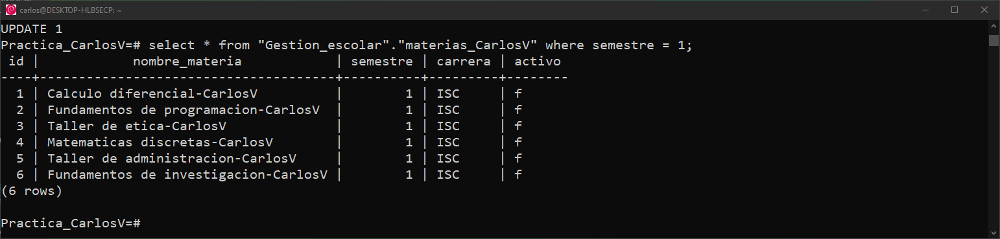 carlos@DESKTOP-HLBSECP: ~
UPDATE 1
Practica_CarlosV=# select * from "Gestion_escolar"."materias_CarlosV" where semestre = 1;
 id |            nombre_materia            | semestre | carrera | activo
----+--------------------------------------+----------+---------+--------
  1 | Calculo diferencial-CarlosV          |        1 | ISC     | f
  2 | Fundamentos de programacion-CarlosV  |        1 | ISC     | f
  3 | Taller de etica-CarlosV              |        1 | ISC     | f
  4 | Matematicas discretas-CarlosV        |        1 | ISC     | f
  5 | Taller de administracion-CarlosV     |        1 | ISC     | f
  6 | Fundamentos de investigacion-CarlosV |        1 | ISC     | f
(6 rows)
Practica_CarlosV=#